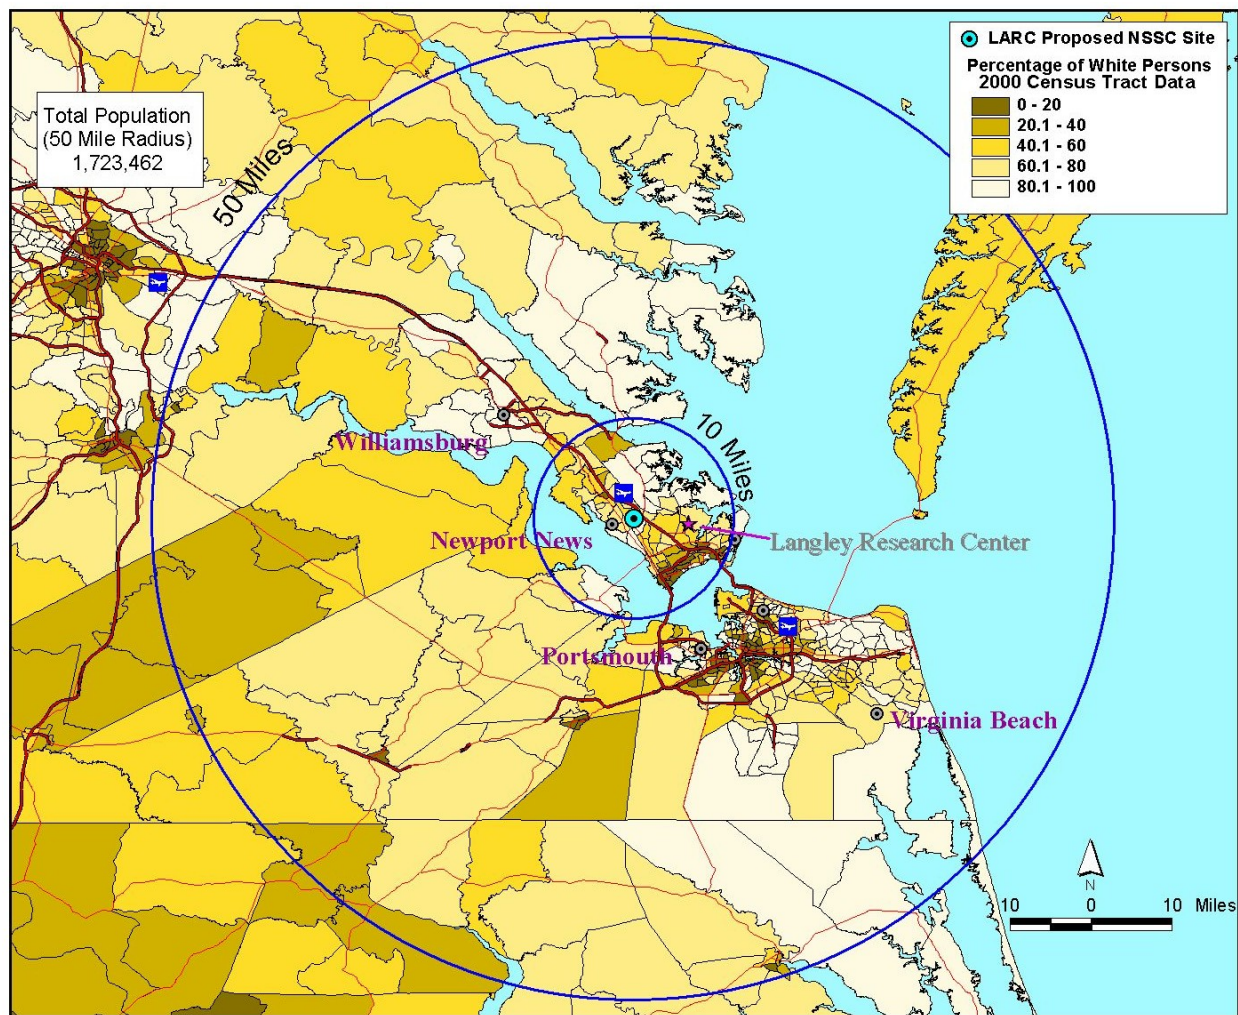 LARC Proposed NSSC Site
Percentage of White Persons
2000 Census Tract Data
0 - 20
20.1 - 40
40.1 - 60
60.1 - 80
80.1 - 100
Total Population
(50 Mile Radius)
1,723,462
50 Miles
10 Miles
Williamsburg
Newport News
Langley Research Center
Portsmouth
Virginia Beach
N
10 0 10 Miles